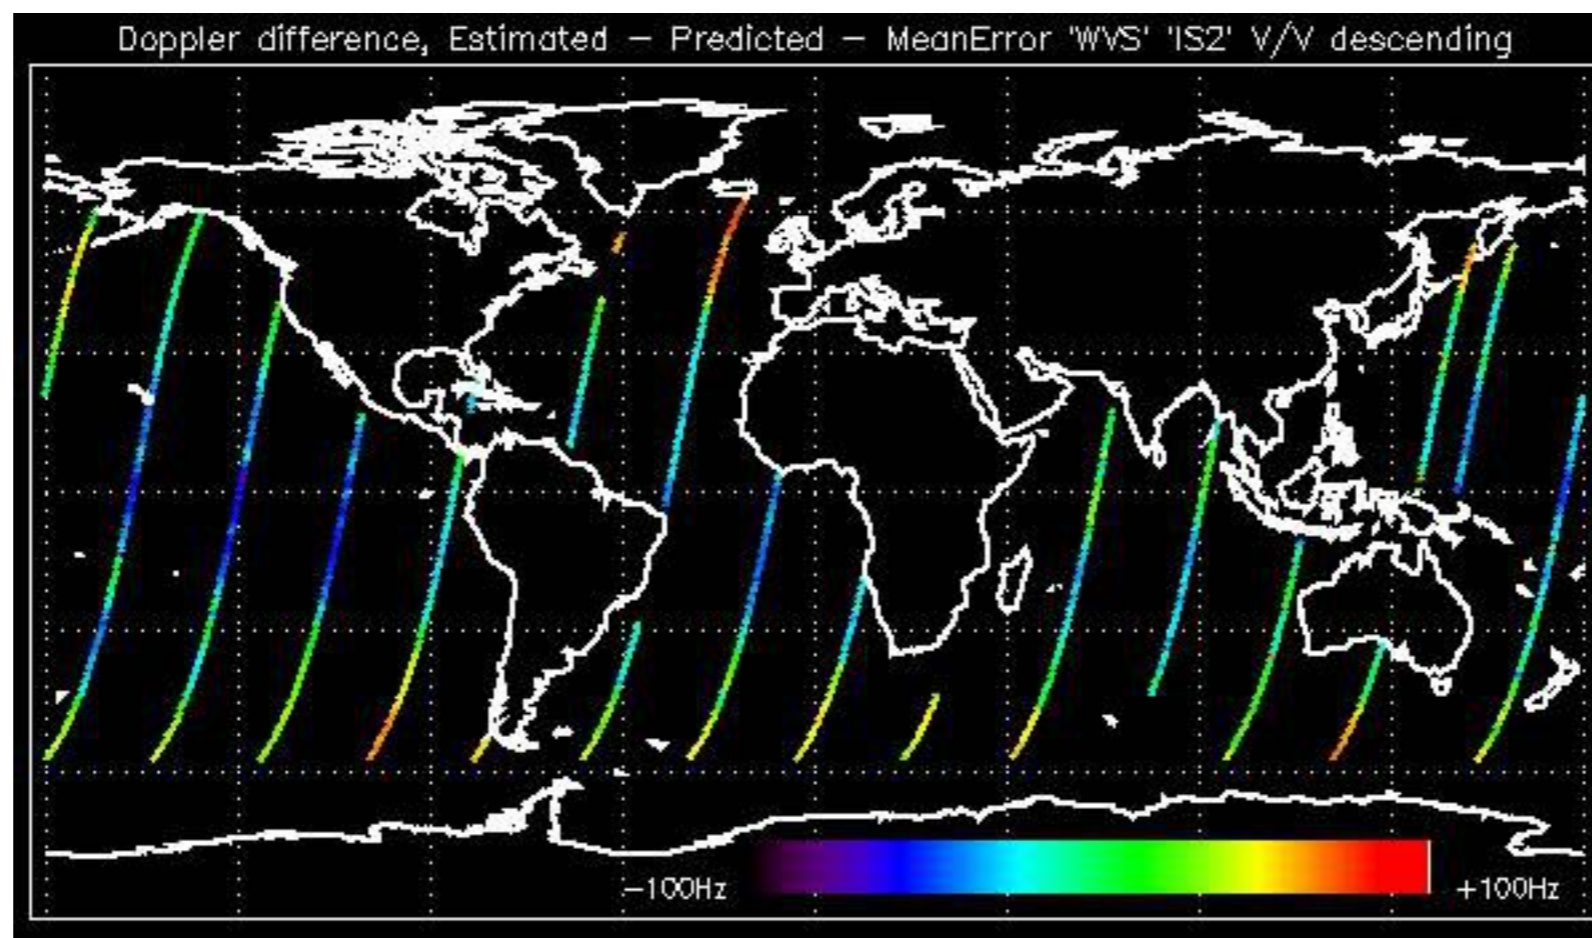 Doppler difference, Estimated – Predicted – MeanError 'WVS' 'IS2' V/V descending
-100Hz +100Hz